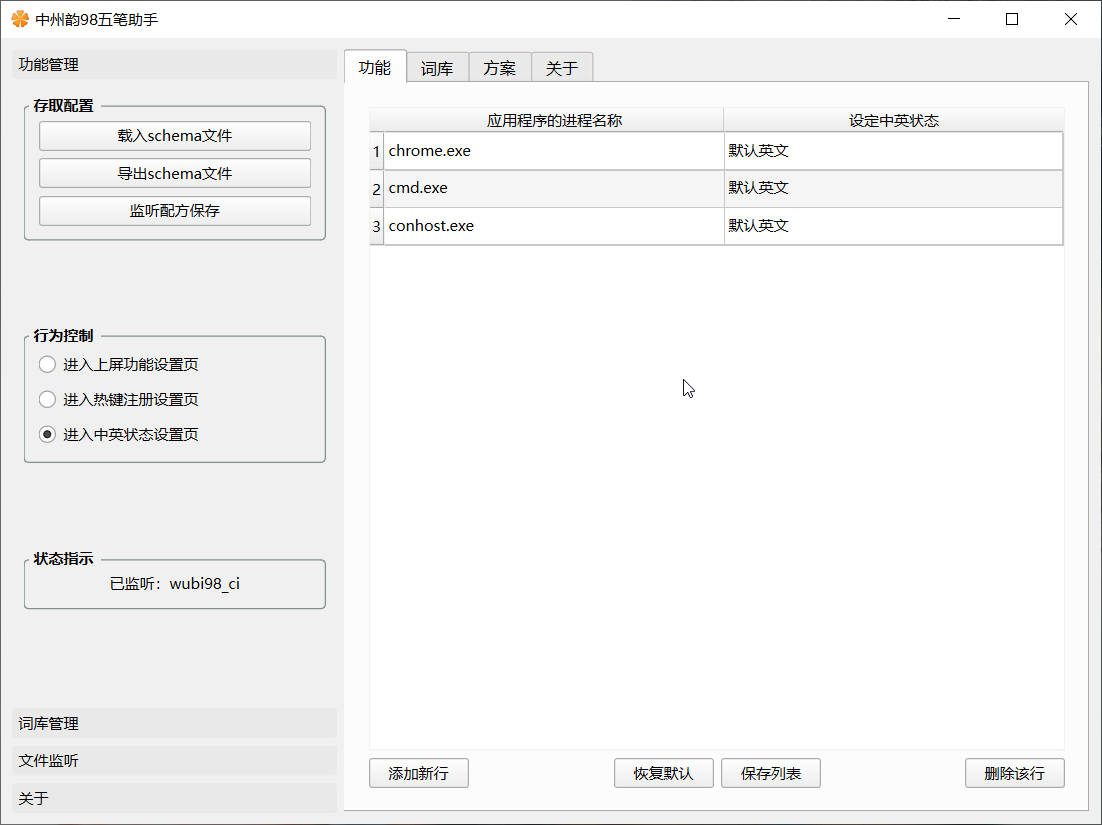 中州韵98五笔助手
功能管理
存取配置
载入schema文件
导出schema文件
监听配方保存
行为控制
进入上屏功能设置页
进入热键注册设置页
进入中英状态设置页
状态指示
已监听：wubi98_ci
词库管理
文件监听
关于
功能 词库 方案 关于
应用程序的进程名称 设定中英状态
1 chrome.exe 默认英文
2 cmd.exe 默认英文
3 conhost.exe 默认英文
添加新行 恢复默认 保存列表 删除该行